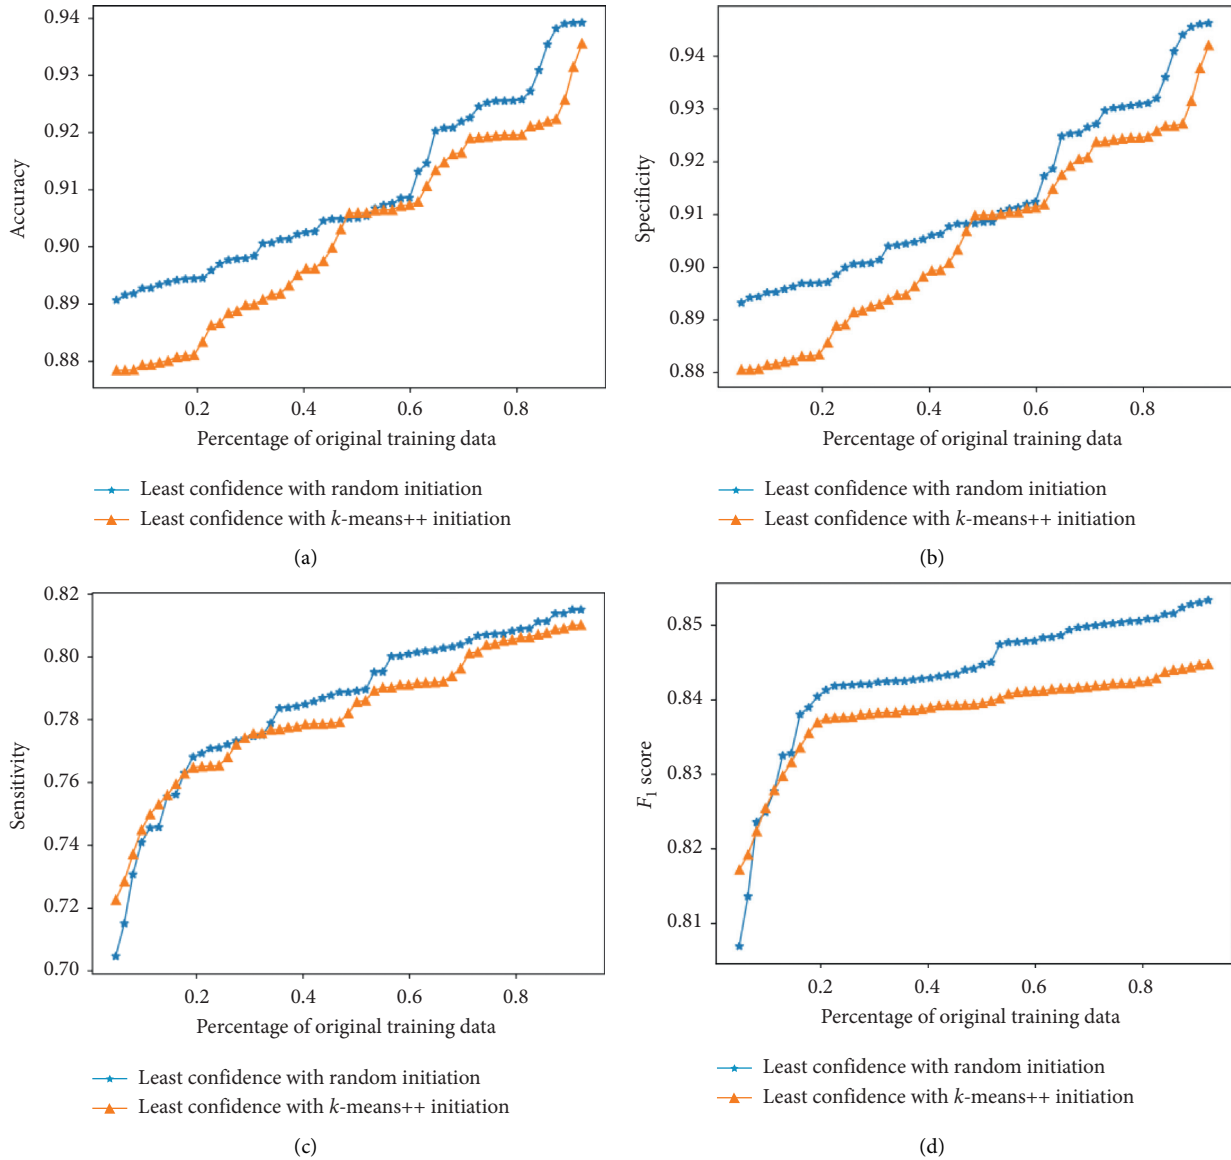 0.94
0.93
0.92
0.91
0.90
0.89
0.88
Accuracy
0.2
0.4
0.6
0.8
Percentage of original training data
Least confidence with random initiation
Least confidence with k-means++ initiation
(a)
0.94
0.93
0.92
0.91
0.90
0.89
0.88
Specificity
0.2
0.4
0.6
0.8
Percentage of original training data
Least confidence with random initiation
Least confidence with k-means++ initiation
(b)
0.82
0.80
0.78
0.76
0.74
0.72
0.70
Sensitivity
0.2
0.4
0.6
0.8
Percentage of original training data
Least confidence with random initiation
Least confidence with k-means++ initiation
(c)
0.85
0.84
0.83
0.82
0.81
F1 score
0.2
0.4
0.6
0.8
Percentage of original training data
Least confidence with random initiation
Least confidence with k-means++ initiation
(d)